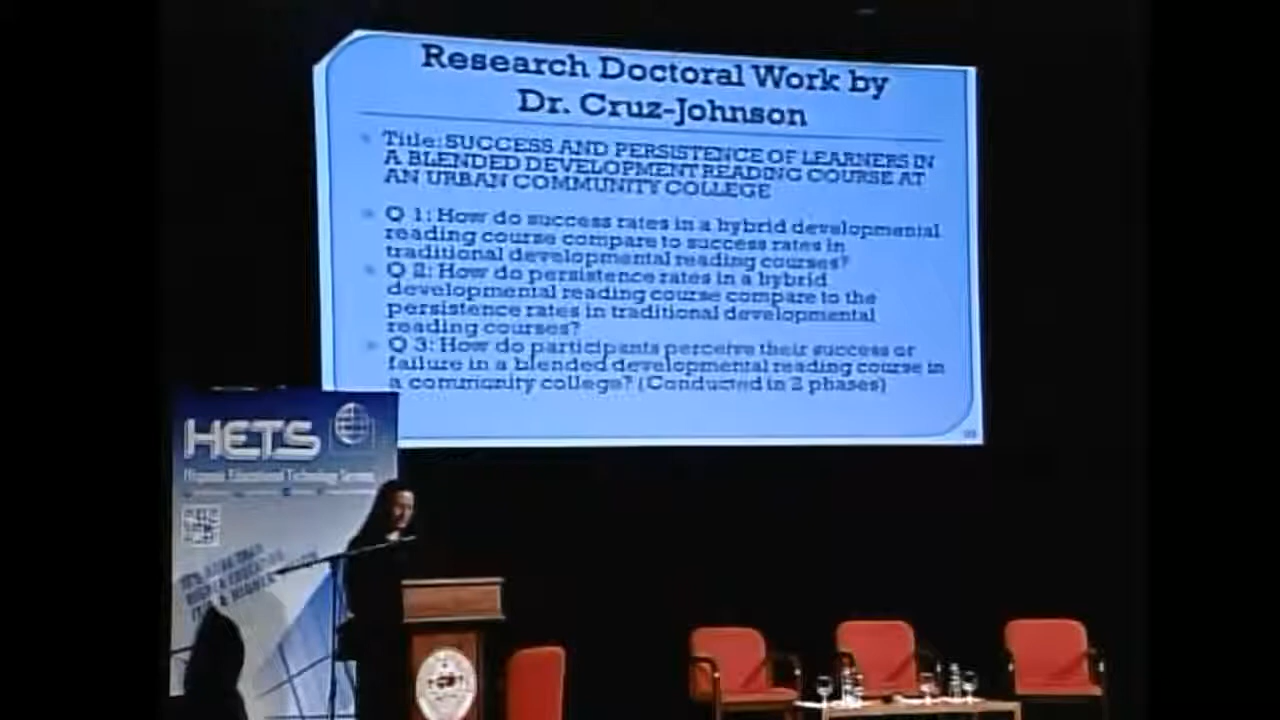 Research Doctoral Work by
Dr. Cruz-Johnson
Title: SUCCESS AND PERSISTENCE OF LEARNERS IN
A BLENDED DEVELOPMENT READING COURSE AT
AN URBAN COMMUNITY COLLEGE
Q 1: How do success rates in a hybrid developmental
reading course compare to success rates in
traditional developmental reading courses?
Q 2: How do persistence rates in a hybrid
developmental reading course compare to the
persistence rates in traditional developmental
reading courses?
Q 3: How do participants perceive their success or
failure in a blended developmental reading course in
a community college? (Conducted in 2 phases)
HETS
Hispanic Educational Technology